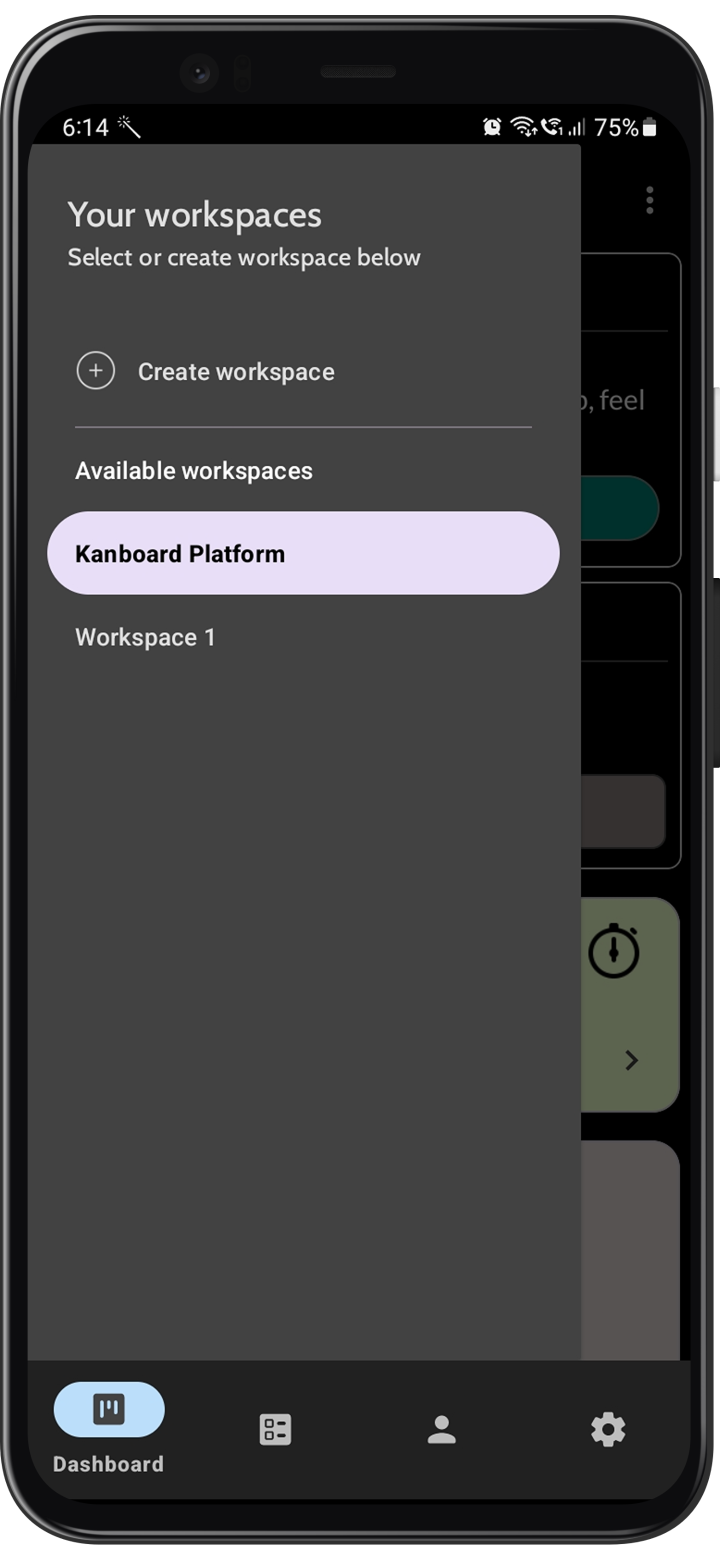 6:14
75%
Your workspaces
Select or create workspace below
Create workspace
, feel
Available workspaces
Kanboard Platform
Workspace 1
Dashboard